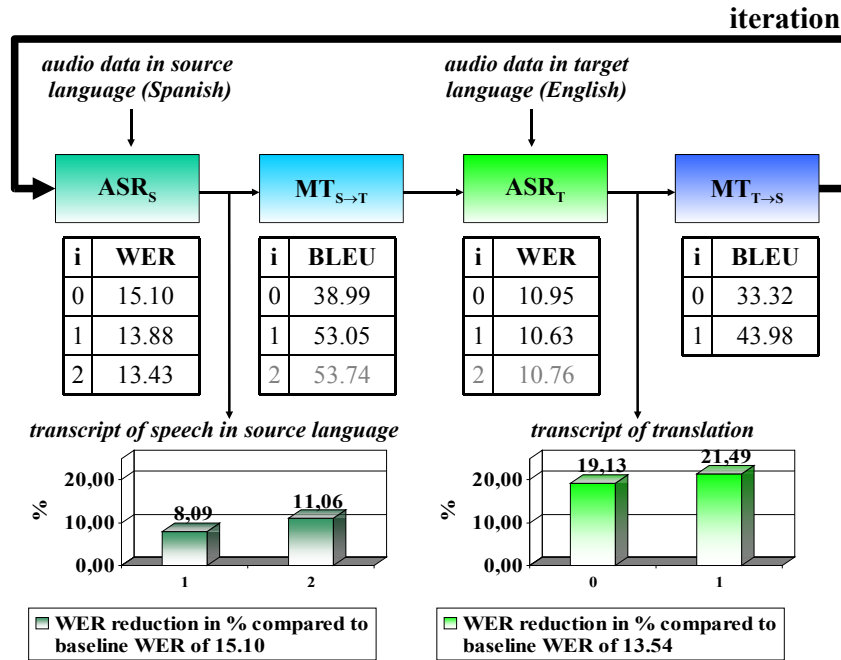 iteration
audio data in source
language (Spanish)
audio data in target
language (English)
ASR_S
MT_S→T
ASR_T
MT_T→S
i WER
0 15.10
1 13.88
2 13.43
i BLEU
0 38.99
1 53.05
2 53.74
i WER
0 10.95
1 10.63
2 10.76
i BLEU
0 33.32
1 43.98
transcript of speech in source language
%
20,00
10,00
0,00
8,09
11,06
1 2
WER reduction in % compared to
baseline WER of 15.10
transcript of translation
%
20,00
10,00
0,00
19,13
21,49
0 1
WER reduction in % compared to
baseline WER of 13.54